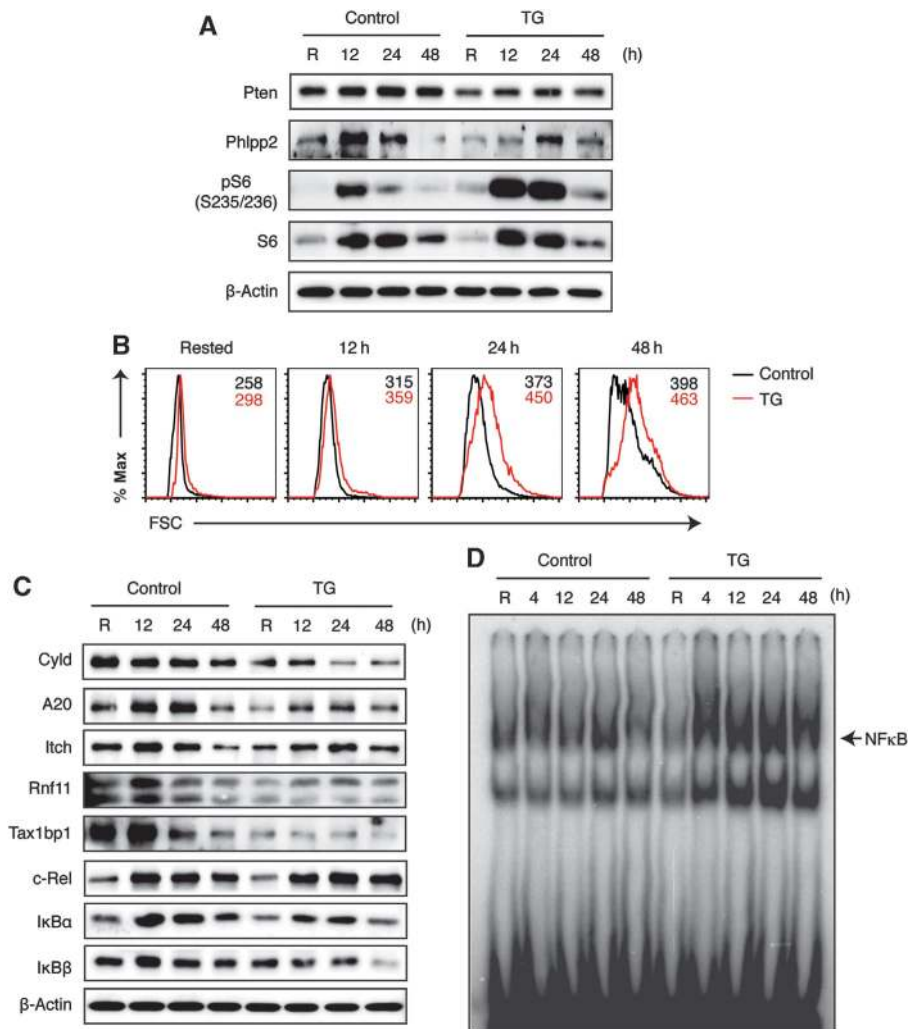 A
Control TG
R 12 24 48 R 12 24 48 (h)
Pten
Phlpp2
pS6
(S235/236)
S6
β-Actin
B
Rested 12 h 24 h 48 h
258 315 373 398
298 359 450 463
Control
TG
% Max
FSC
C
Control TG
R 12 24 48 R 12 24 48 (h)
Cyld
A20
Itch
Rnf11
Tax1bp1
c-Rel
IκBα
IκBβ
β-Actin
D
Control TG
R 4 12 24 48 R 4 12 24 48 (h)
NFκB